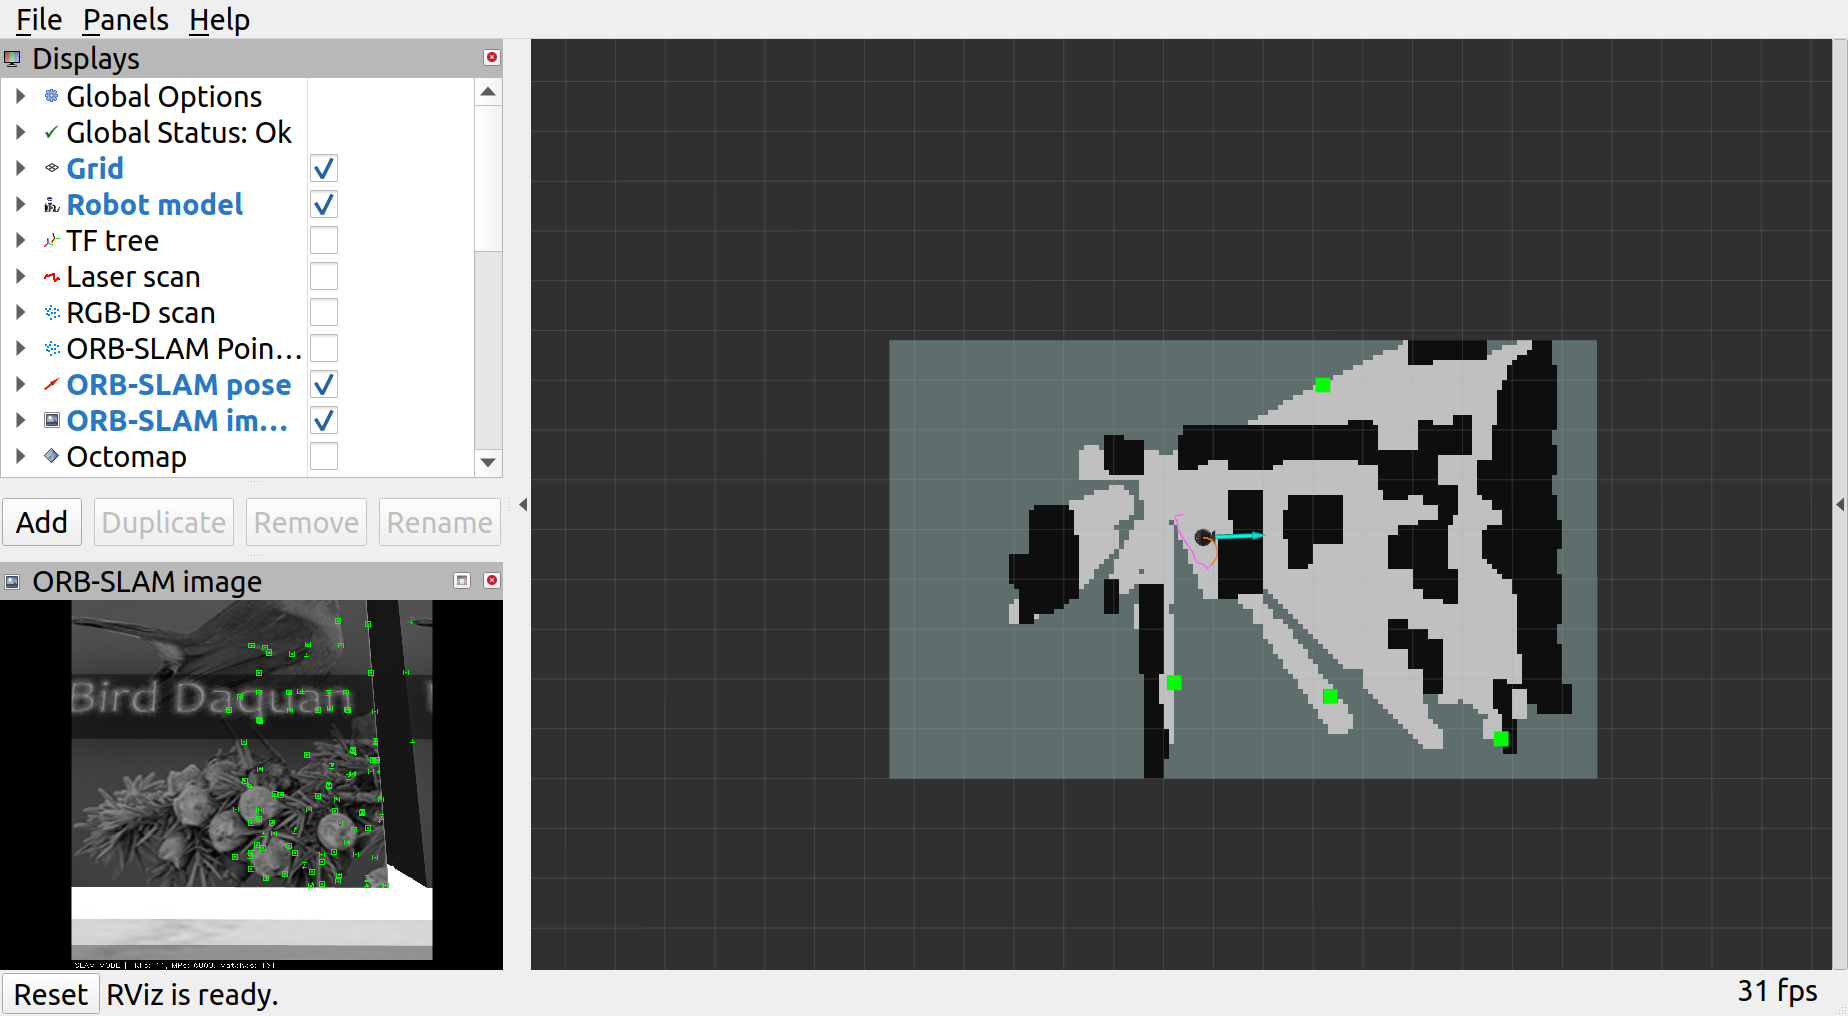 File Panels Help
Displays
Global Options
Global Status: Ok
Grid
Robot model
TF tree
Laser scan
RGB-D scan
ORB-SLAM Poin...
ORB-SLAM pose
ORB-SLAM im...
Octomap
Add Duplicate Remove Rename
ORB-SLAM image
Bird Daquan
SLAM MODE |
Reset RViz is ready.
31 fps